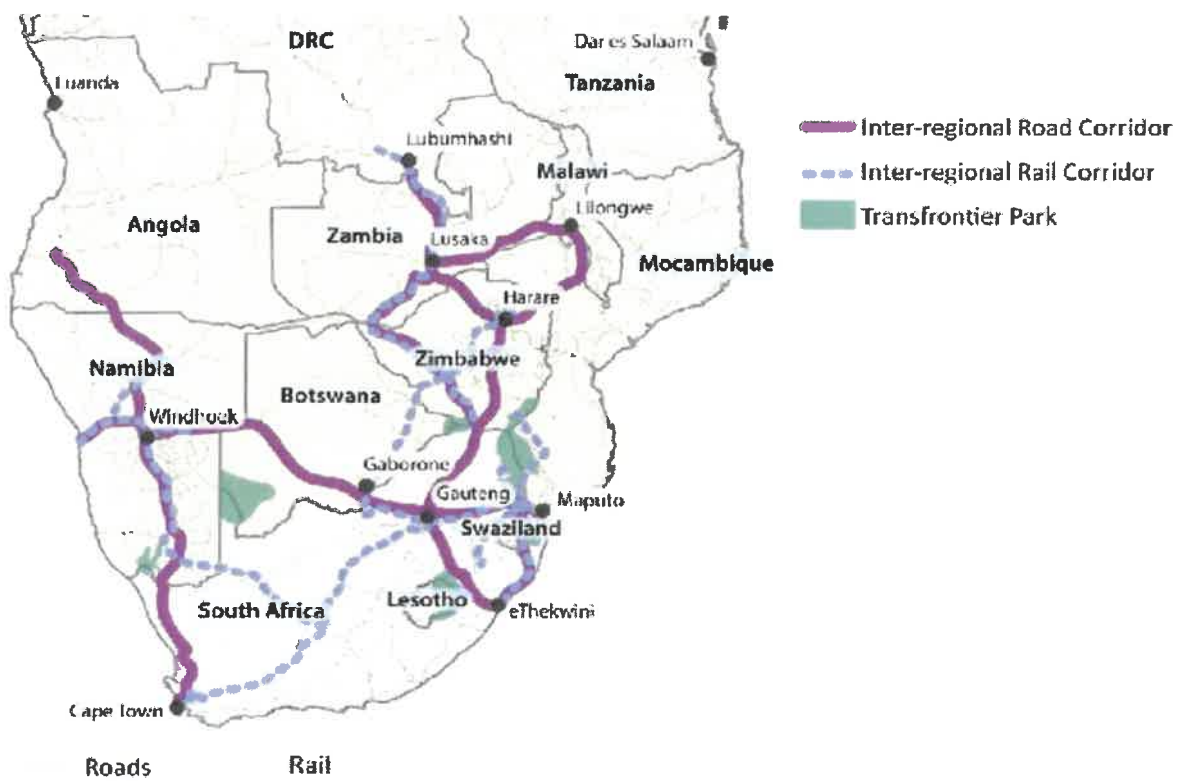 DRC
Dar es Salaam
Luanda
Tanzania
Inter-regional Road Corridor
Lubumbashi
Inter-regional Rail Corridor
Malawi
Lilongwe
Transfrontier Park
Angola
Zambia
Lusaka
Mocambique
Harare
Zimbabwe
Namibia
Botswana
Windhoek
Gaborone
Gauteng
Maputo
Swaziland
Lesotho
South Africa
eThekwini
Cape Town
Roads
Rail